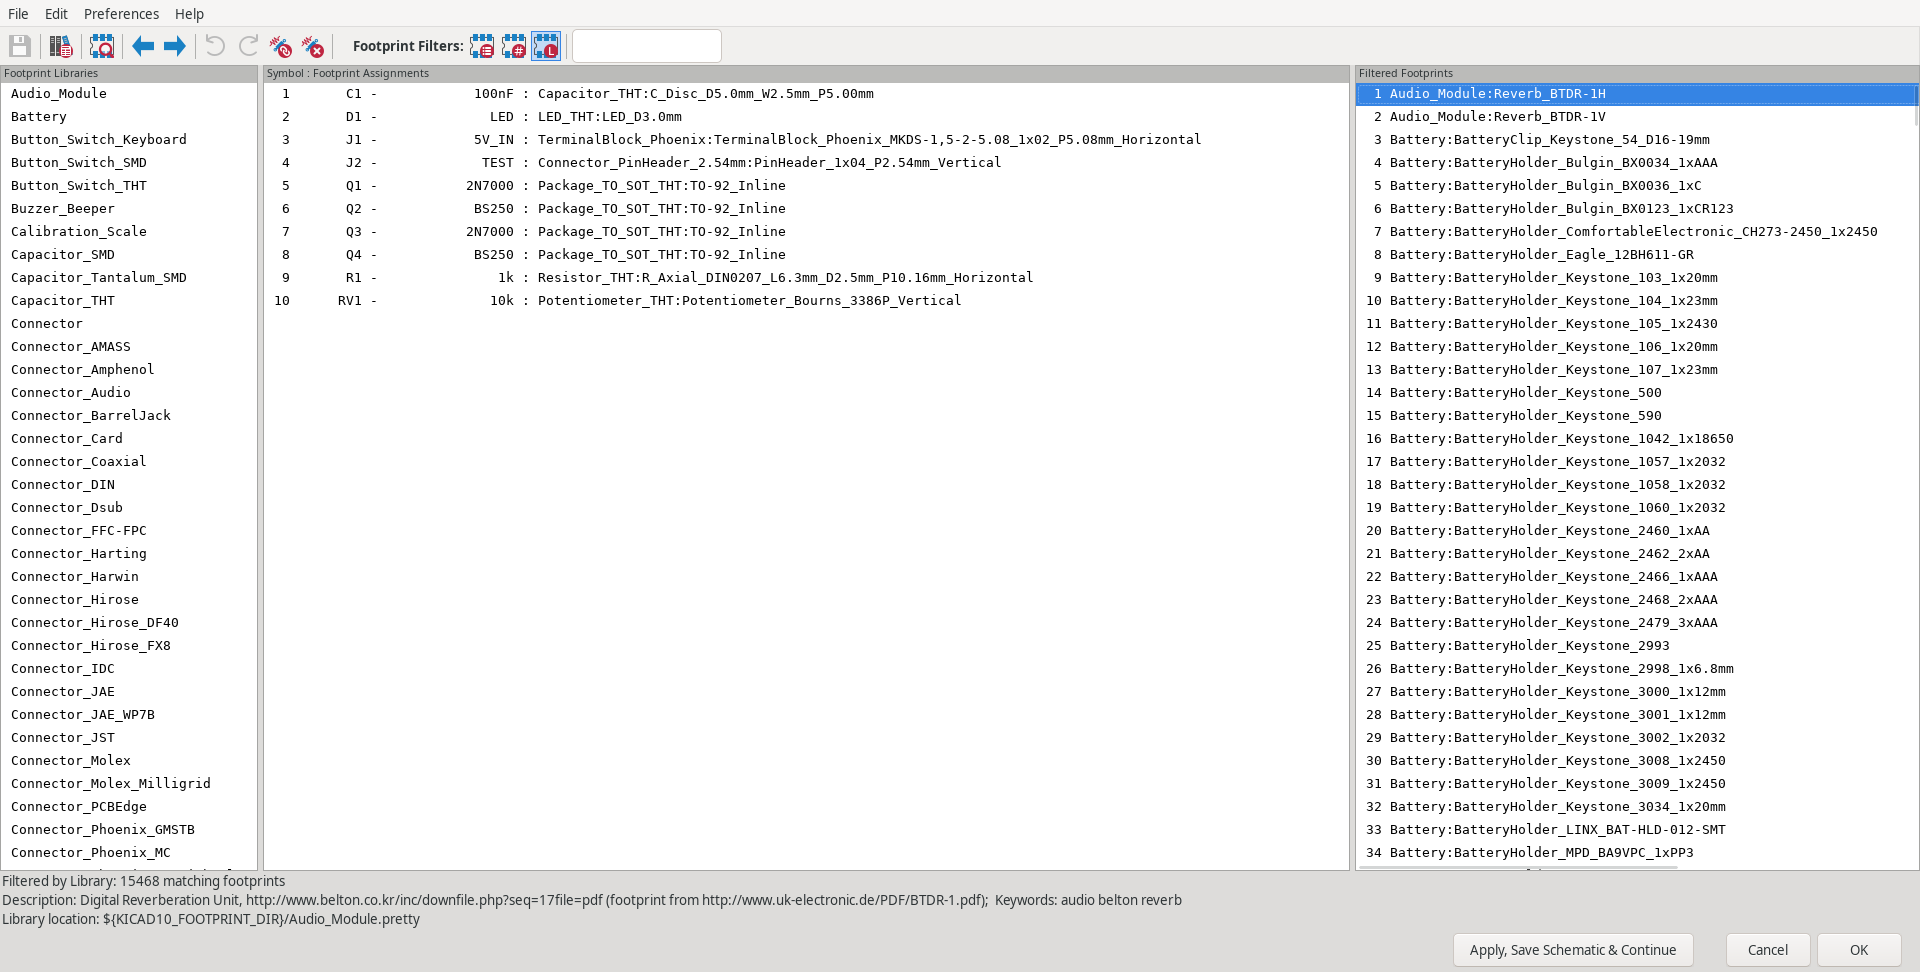 File Edit Preferences Help
Footprint Filters:
Footprint Libraries
Audio_Module
Battery
Button_Switch_Keyboard
Button_Switch_SMD
Button_Switch_THT
Buzzer_Beeper
Calibration_Scale
Capacitor_SMD
Capacitor_Tantalum_SMD
Capacitor_THT
Connector
Connector_AMASS
Connector_Amphenol
Connector_Audio
Connector_BarrelJack
Connector_Card
Connector_Coaxial
Connector_DIN
Connector_Dsub
Connector_FFC-FPC
Connector_Harting
Connector_Harwin
Connector_Hirose
Connector_Hirose_DF40
Connector_Hirose_FX8
Connector_IDC
Connector_JAE
Connector_JAE_WP7B
Connector_JST
Connector_Molex
Connector_Molex_Milligrid
Connector_PCBEdge
Connector_Phoenix_GMSTB
Connector_Phoenix_MC
Symbol : Footprint Assignments
1 C1 - 100nF : Capacitor_THT:C_Disc_D5.0mm_W2.5mm_P5.00mm
2 D1 - LED : LED_THT:LED_D3.0mm
3 J1 - 5V_IN : TerminalBlock_Phoenix:TerminalBlock_Phoenix_MKDS-1,5-2-5.08_1x02_P5.08mm_Horizontal
4 J2 - TEST : Connector_PinHeader_2.54mm:PinHeader_1x04_P2.54mm_Vertical
5 Q1 - 2N7000 : Package_TO_SOT_THT:TO-92_Inline
6 Q2 - BS250 : Package_TO_SOT_THT:TO-92_Inline
7 Q3 - 2N7000 : Package_TO_SOT_THT:TO-92_Inline
8 Q4 - BS250 : Package_TO_SOT_THT:TO-92_Inline
9 R1 - 1k : Resistor_THT:R_Axial_DIN0207_L6.3mm_D2.5mm_P10.16mm_Horizontal
10 RV1 - 10k : Potentiometer_THT:Potentiometer_Bourns_3386P_Vertical
Filtered Footprints
1 Audio_Module:Reverb_BTDR-1H
2 Audio_Module:Reverb_BTDR-1V
3 Battery:BatteryClip_Keystone_54_D16-19mm
4 Battery:BatteryHolder_Bulgin_BX0034_1xAAA
5 Battery:BatteryHolder_Bulgin_BX0036_1xC
6 Battery:BatteryHolder_Bulgin_BX0123_1xCR123
7 Battery:BatteryHolder_ComfortableElectronic_CH273-2450_1x2450
8 Battery:BatteryHolder_Eagle_12BH611-GR
9 Battery:BatteryHolder_Keystone_103_1x20mm
10 Battery:BatteryHolder_Keystone_104_1x23mm
11 Battery:BatteryHolder_Keystone_105_1x2430
12 Battery:BatteryHolder_Keystone_106_1x20mm
13 Battery:BatteryHolder_Keystone_107_1x23mm
14 Battery:BatteryHolder_Keystone_500
15 Battery:BatteryHolder_Keystone_590
16 Battery:BatteryHolder_Keystone_1042_1x18650
17 Battery:BatteryHolder_Keystone_1057_1x2032
18 Battery:BatteryHolder_Keystone_1058_1x2032
19 Battery:BatteryHolder_Keystone_1060_1x2032
20 Battery:BatteryHolder_Keystone_2460_1xAA
21 Battery:BatteryHolder_Keystone_2462_2xAA
22 Battery:BatteryHolder_Keystone_2466_1xAAA
23 Battery:BatteryHolder_Keystone_2468_2xAAA
24 Battery:BatteryHolder_Keystone_2479_3xAAA
25 Battery:BatteryHolder_Keystone_2993
26 Battery:BatteryHolder_Keystone_2998_1x6.8mm
27 Battery:BatteryHolder_Keystone_3000_1x12mm
28 Battery:BatteryHolder_Keystone_3001_1x12mm
29 Battery:BatteryHolder_Keystone_3002_1x2032
30 Battery:BatteryHolder_Keystone_3008_1x2450
31 Battery:BatteryHolder_Keystone_3009_1x2450
32 Battery:BatteryHolder_Keystone_3034_1x20mm
33 Battery:BatteryHolder_LINX_BAT-HLD-012-SMT
34 Battery:BatteryHolder_MPD_BA9VPC_1xPP3
Filtered by Library: 15468 matching footprints
Description: Digital Reverberation Unit, http://www.belton.co.kr/inc/downfile.php?seq=17file=pdf (footprint from http://www.uk-electronic.de/PDF/BTDR-1.pdf);  Keywords: audio belton reverb
Library location: ${KICAD10_FOOTPRINT_DIR}/Audio_Module.pretty
Apply, Save Schematic & Continue Cancel OK